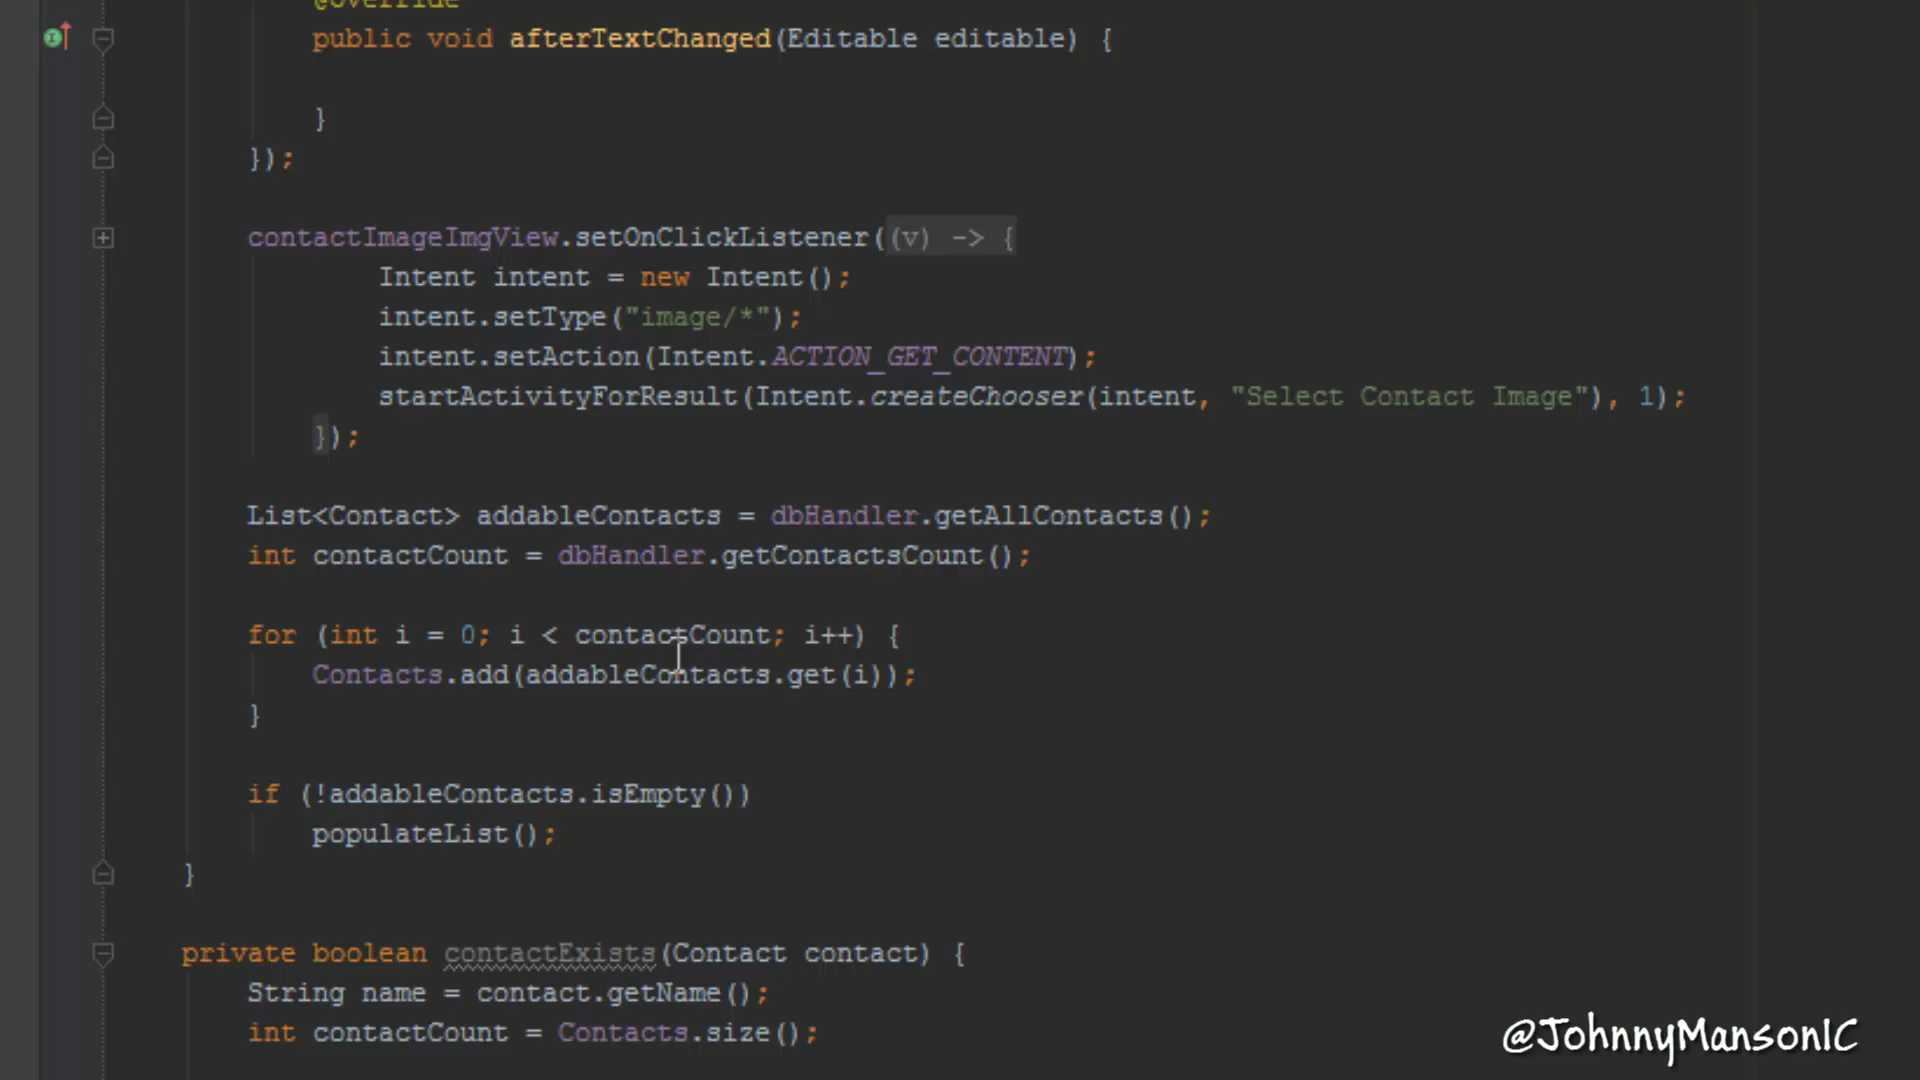 @Override
public void afterTextChanged(Editable editable) {
}
});
contactImageImgView.setOnClickListener((v) -> {
Intent intent = new Intent();
intent.setType("image/*");
intent.setAction(Intent.ACTION_GET_CONTENT);
startActivityForResult(Intent.createChooser(intent, "Select Contact Image"), 1);
});
List<Contact> addableContacts = dbHandler.getAllContacts();
int contactCount = dbHandler.getContactsCount();
for (int i = 0; i < contactCount; i++) {
Contacts.add(addableContacts.get(i));
}
if (!addableContacts.isEmpty())
populateList();
}
private boolean contactExists(Contact contact) {
String name = contact.getName();
int contactCount = Contacts.size();
@JohnnyMansonIC